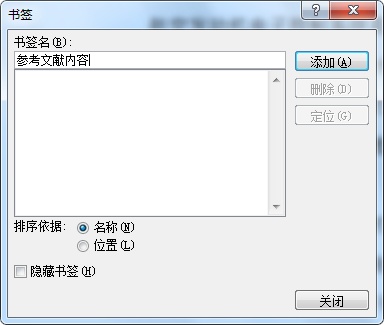 书签
书签名(B):
参考文献内容
添加(A)
删除(D)
定位(G)
排序依据:
名称(N)
位置(L)
隐藏书签(H)
关闭